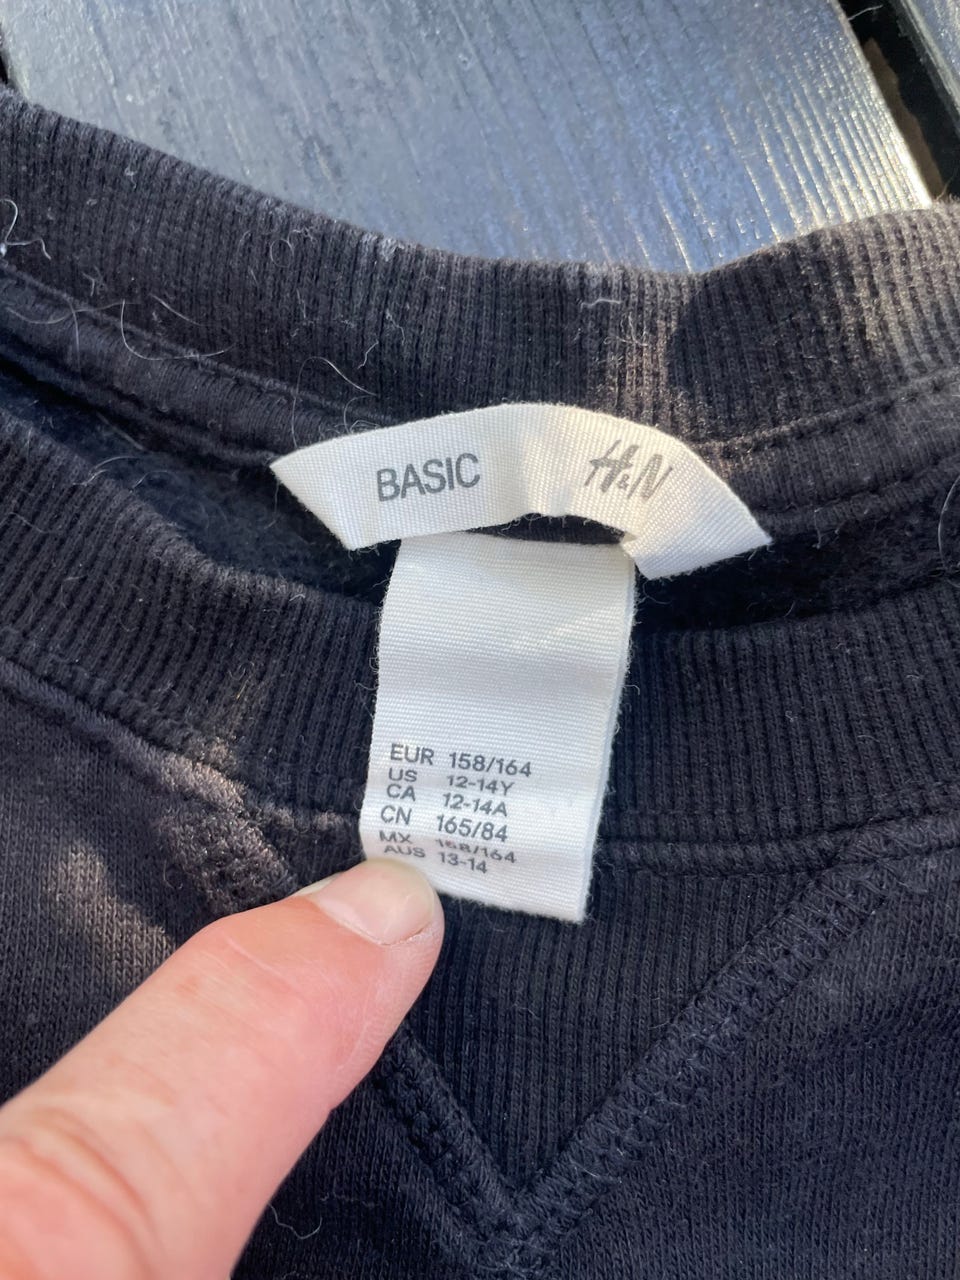 BASIC
H&M
EUR 158/164
US 12-14Y
CA 12-14A
CN 165/84
MX 158/164
AUS 13-14